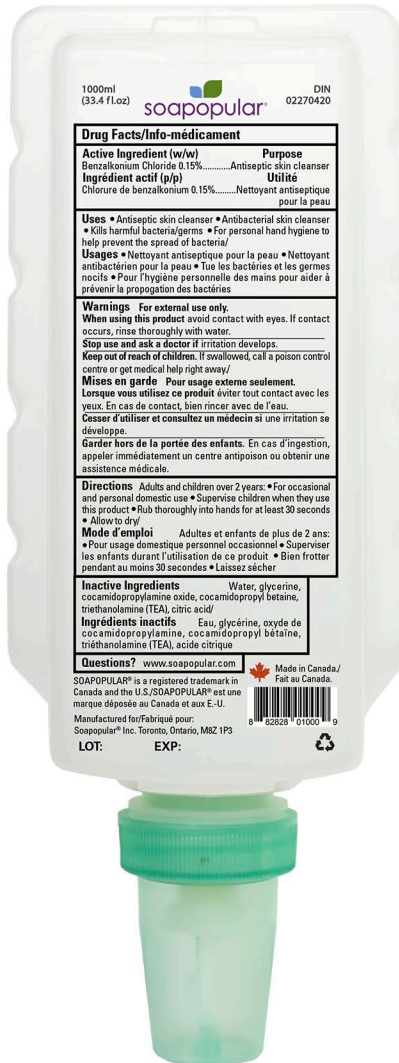 1000ml
(33.4 fl.oz)
DIN
02270420
soapopular®
Drug Facts/Info-médicament
Active Ingredient (w/w) Purpose
Benzalkonium Chloride 0.15%............Antiseptic skin cleanser
Ingrédient actif (p/p) Utilité
Chlorure de benzalkonium 0.15%.........Nettoyant antiseptique
pour la peau
Uses • Antiseptic skin cleanser • Antibacterial skin cleanser
• Kills harmful bacteria/germs • For personal hand hygiene to
help prevent the spread of bacteria/
Usages • Nettoyant antiseptique pour la peau • Nettoyant
antibactérien pour la peau • Tue les bactéries et les germes
nocifs • Pour l'hygiène personnelle des mains pour aider à
prévenir la propogation des bactéries
Warnings For external use only.
When using this product avoid contact with eyes. If contact
occurs, rinse thoroughly with water.
Stop use and ask a doctor if irritation develops.
Keep out of reach of children. If swallowed, call a poison control
centre or get medical help right away./
Mises en garde Pour usage externe seulement.
Lorsque vous utilisez ce produit éviter tout contact avec les
yeux. En cas de contact, bien rincer avec de l'eau.
Cesser d'utiliser et consultez un médecin si une irritation se
développe.
Garder hors de la portée des enfants. En cas d'ingestion,
appeler immédiatement un centre antipoison ou obtenir une
assistance médicale.
Directions Adults and children over 2 years: • For occasional
and personal domestic use • Supervise children when they use
this product • Rub thoroughly into hands for at least 30 seconds
• Allow to dry/
Mode d'emploi Adultes et enfants de plus de 2 ans:
• Pour usage domestique personnel occasionnel • Superviser
les enfants durant l'utilisation de ce produit • Bien frotter
pendant au moins 30 secondes • Laissez sécher
Inactive Ingredients Water, glycerine,
cocamidopropylamine oxide, cocamidopropyl betaine,
triethanolamine (TEA), citric acid/
Ingrédients inactifs Eau, glycérine, oxyde de
cocamidopropylamine, cocamidopropyl bétaïne,
triéthanolamine (TEA), acide citrique
Questions? www.soapopular.com
Made in Canada./
Fait au Canada.
SOAPOPULAR® is a registered trademark in
Canada and the U.S./SOAPOPULAR® est une
marque déposée au Canada et aux E.-U.
Manufactured for/Fabriqué pour:
Soapopular® Inc. Toronto, Ontario, M8Z 1P3
8 82828 01000 9
LOT: EXP: